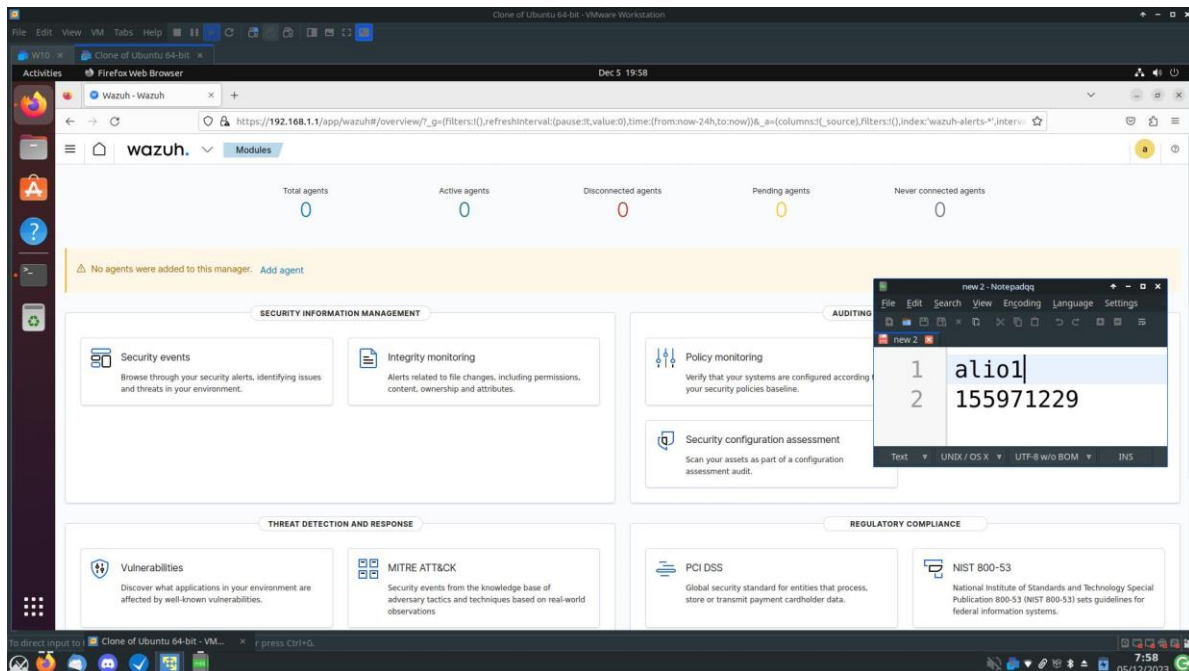 Clone of Ubuntu 64-bit - VMware Workstation
File Edit View VM Tabs Help
W10 × Clone of Ubuntu 64-bit ×
Activities Firefox Web Browser Dec 5 19:58
Wazuh - Wazuh × +
https://192.168.1.1/app/wazuh#/overview/?_g=(filters:!(),refreshInterval:(pause:!t,value:0),time:(from:now-24h,to:now))&_a=(columns:!(_source),filters:!(),index:'wazuh-alerts-*',interv
wazuh. Modules a
Total agents Active agents Disconnected agents Pending agents Never connected agents
0 0 0 0 0
No agents were added to this manager. Add agent
new 2 - Notepadqq
File Edit Search View Encoding Language Settings
new 2
1 alio1
2 155971229
Text UNIX / OS X UTF-8 w/o BOM INS
SECURITY INFORMATION MANAGEMENT AUDITING
Security events Integrity monitoring Policy monitoring
Browse through your security alerts, identifying issues Alerts related to file changes, including permissions, Verify that your systems are configured according
and threats in your environment. content, ownership and attributes. your security policies baseline.
Security configuration assessment
Scan your assets as part of a configuration
assessment audit.
THREAT DETECTION AND RESPONSE REGULATORY COMPLIANCE
Vulnerabilities MITRE ATT&CK PCI DSS NIST 800-53
Discover what applications in your environment are Security events from the knowledge base of Global security standard for entities that process, National Institute of Standards and Technology Special
affected by well-known vulnerabilities. adversary tactics and techniques based on real-world store or transmit payment cardholder data. Publication 800-53 (NIST 800-53) sets guidelines for
observations federal information systems.
To direct input to Clone of Ubuntu 64-bit - VM... × r press Ctrl+G.
7:58
05/12/2023